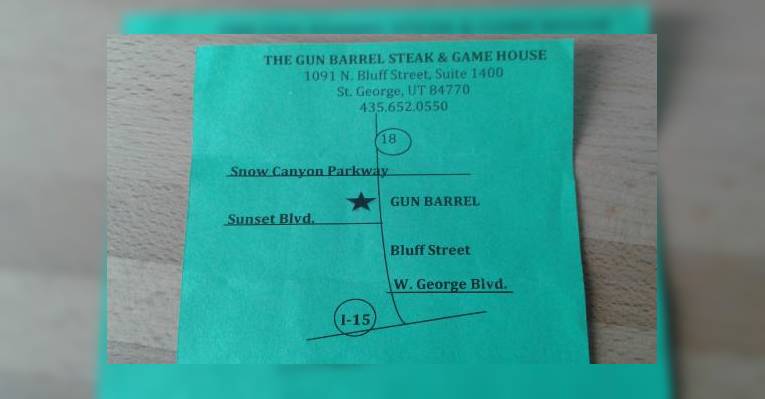 THE GUN BARREL STEAK & GAME HOUSE
1091 N. Bluff Street, Suite 1400
St. George, UT 84770
435.652.0550
18
Snow Canyon Parkway
GUN BARREL
Sunset Blvd.
Bluff Street
W. George Blvd.
I-15